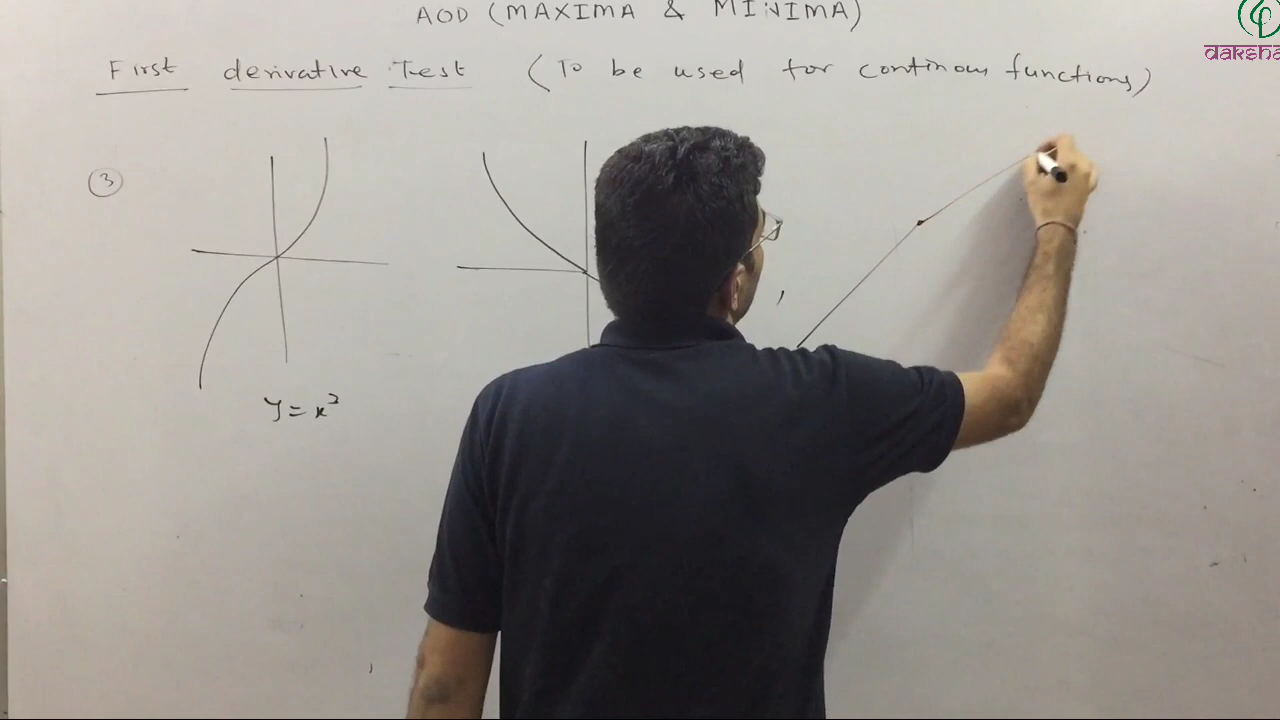 AOD (MAXIMA & MINIMA)
daksha
First derivative Test (To be used for continous functions)
3
y = x³